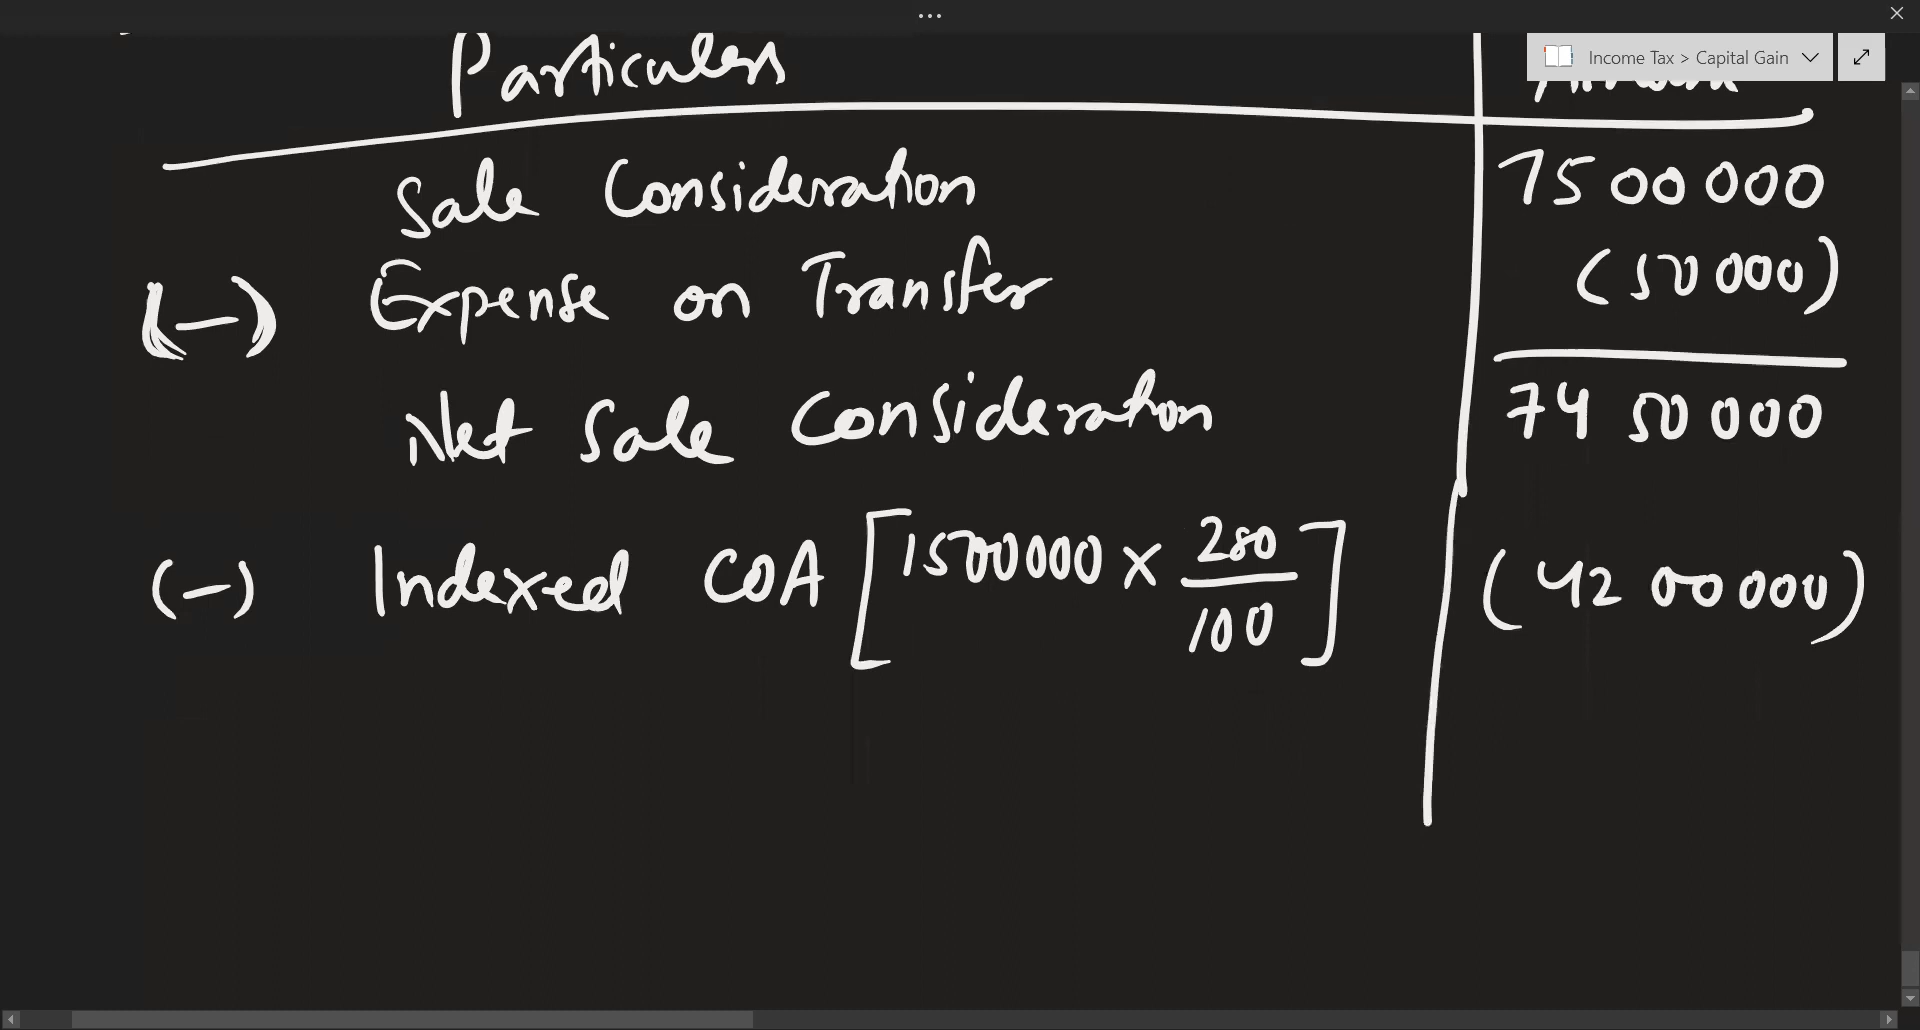 ...
Income Tax > Capital Gain
Particulars Amount
Sale Consideration 7500000
(-) Expense on Transfer (50000)
Net Sale Consideration 7450000
(-) Indexed COA [1500000 × 280/100] (4200000)